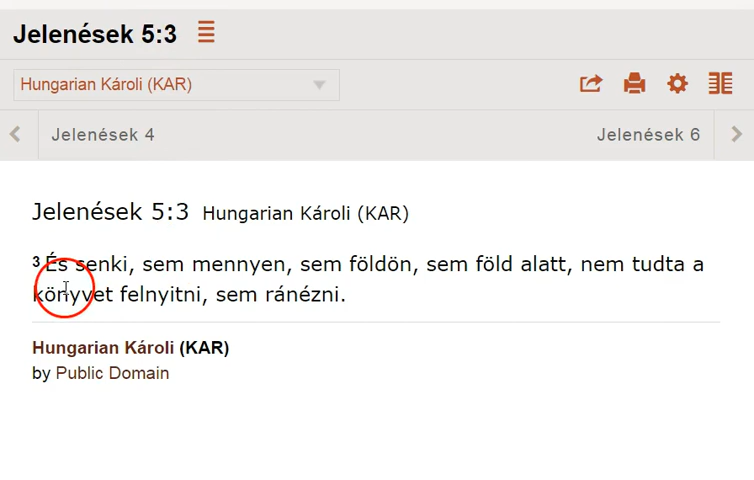 Jelenések 5:3
Hungarian Károli (KAR)
Jelenések 4
Jelenések 6
Jelenések 5:3 Hungarian Károli (KAR)
3 És senki, sem mennyen, sem földön, sem föld alatt, nem tudta a
könyvet felnyitni, sem ránézni.
Hungarian Károli (KAR)
by Public Domain